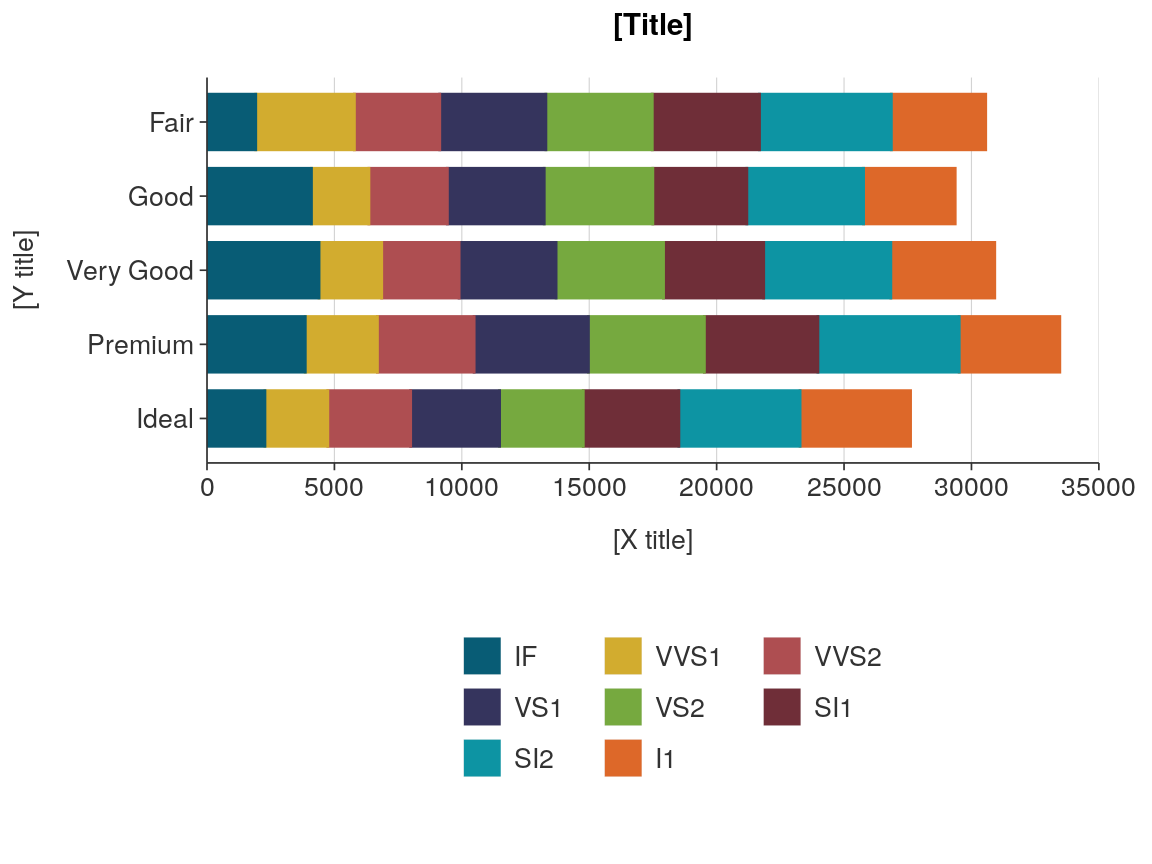 [Title]
[Y title]
Fair
Good
Very Good
Premium
Ideal
0 5000 10000 15000 20000 25000 30000 35000
[X title]
IF VVS1 VVS2
VS1 VS2 SI1
SI2 I1